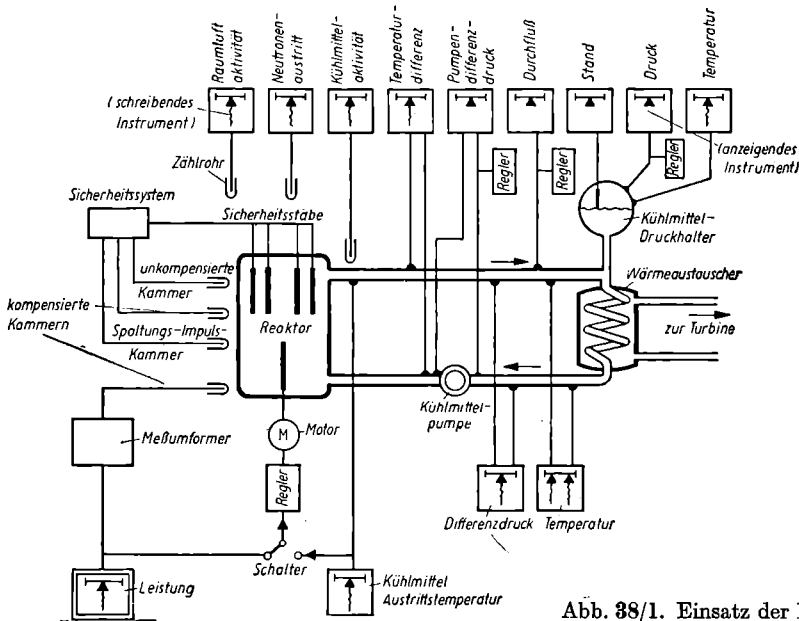 Raumluft
aktivität
Neutronen-
austritt
Kühlmittel-
aktivität
Temperatur-
differenz
Pumpen-
differenz-
druck
Durchfluß
Stand
Druck
Temperatur
(schreibendes
Instrument)
(anzeigendes
Instrument)
Zählrohr
Regler
Regler
Regler
Sicherheitssystem
Sicherheitsstäbe
Kühlmittel-
Druckhalter
unkompensierte
Kammer
kompensierte
Kammern
Spaltungs-Impuls-
Kammer
Reaktor
Wärmeaustauscher
zur Turbine
Kühlmittel-
pumpe
Meßumformer
M
Motor
Regler
Differenzdruck
Temperatur
Schalter
Leistung
Kühlmittel
Austrittstemperatur
Abb. 38/1. Einsatz der